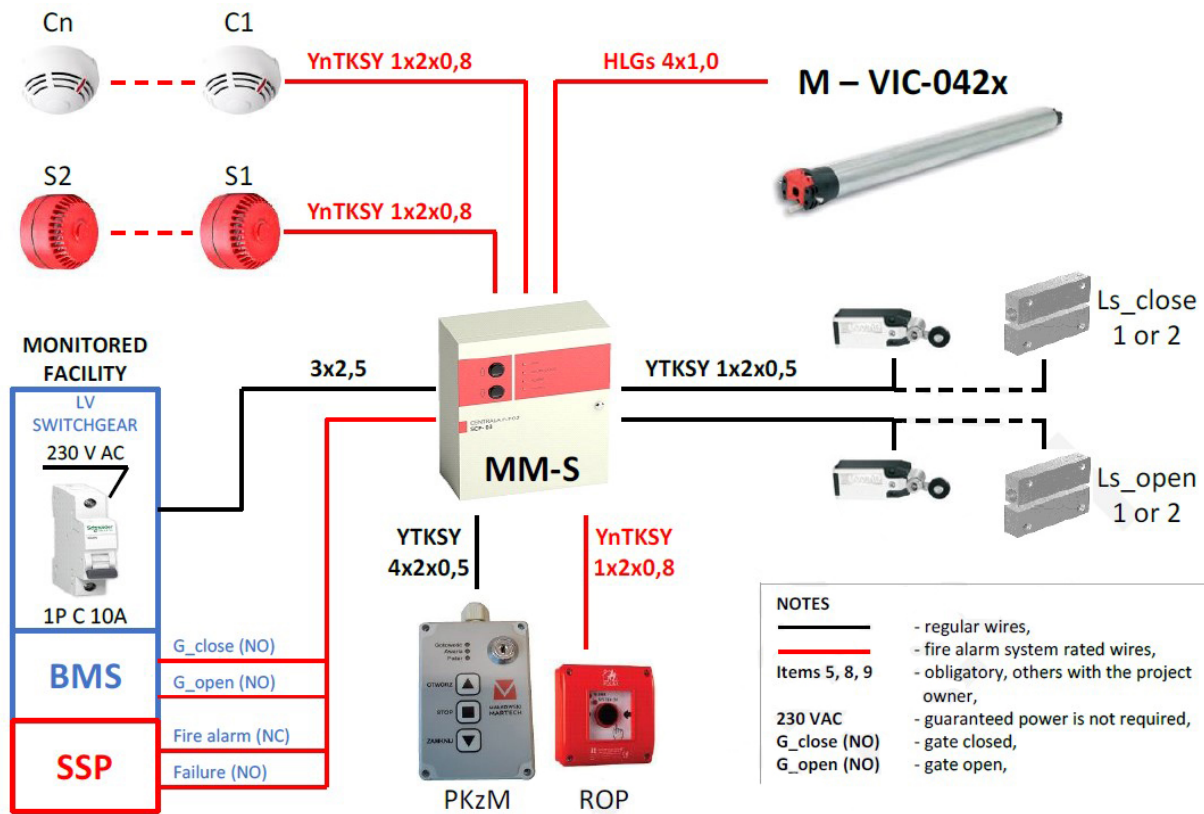 Cn
C1
YnTKSY 1x2x0,8
HLGs 4x1,0
M – VIC-042x
S2
S1
YnTKSY 1x2x0,8
MONITORED
FACILITY
LV
SWITCHGEAR
230 V AC
1P C 10A
BMS
SSP
3x2,5
G_close (NO)
G_open (NO)
Fire alarm (NC)
Failure (NO)
MM-S
YTKSY 1x2x0,5
Ls_close
1 or 2
Ls_open
1 or 2
YTKSY
4x2x0,5
YnTKSY
1x2x0,8
OTWÓRZ
STOP
ZAMKNIJ
PKzM
ROP
NOTES
- regular wires,
- fire alarm system rated wires,
Items 5, 8, 9 - obligatory, others with the project
owner,
230 VAC - guaranteed power is not required,
G_close (NO) - gate closed,
G_open (NO) - gate open,